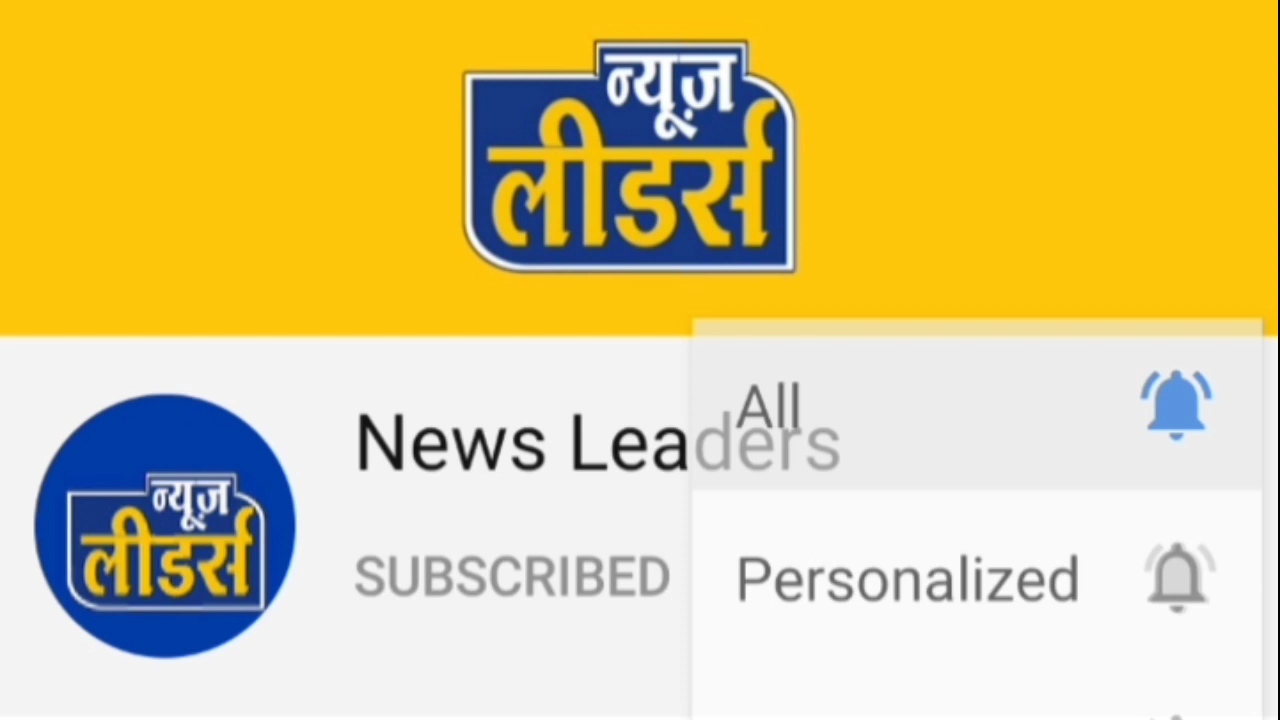 न्यूज़
लीडर्स
All
News Leaders
न्यूज़
लीडर्स
SUBSCRIBED
Personalized